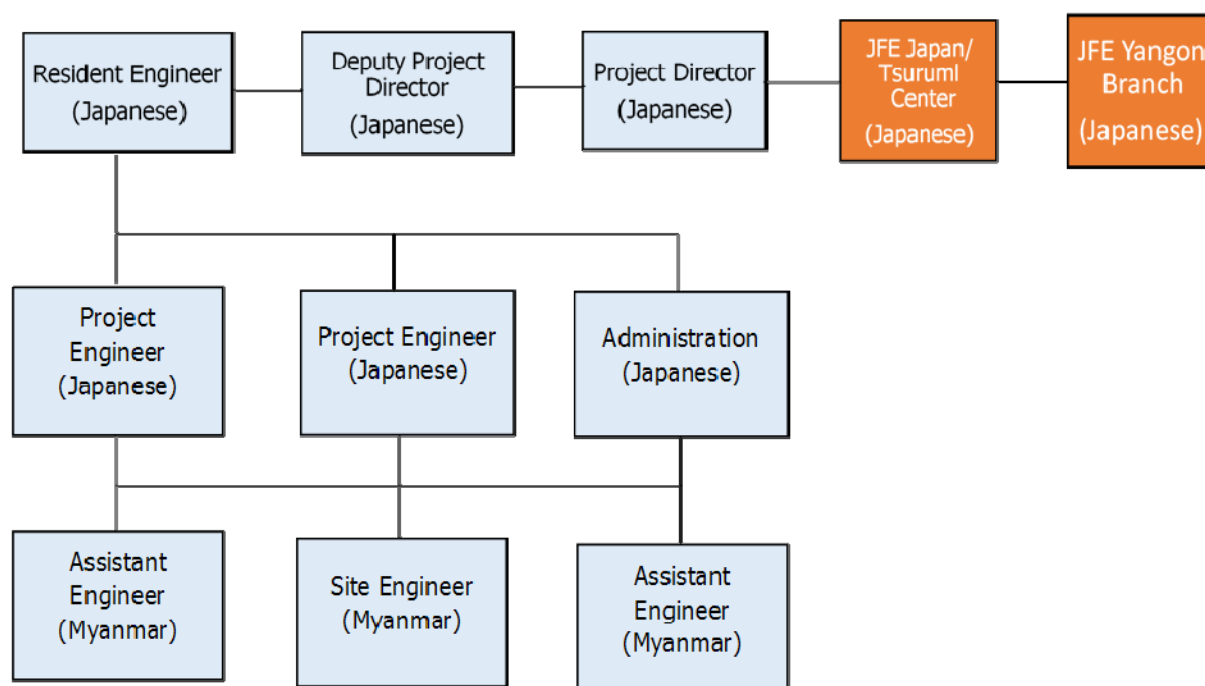 Resident Engineer
(Japanese)
Deputy Project
Director
(Japanese)
Project Director
(Japanese)
JFE Japan/
Tsurumi
Center
(Japanese)
JFE Yangon
Branch
(Japanese)
Project
Engineer
(Japanese)
Project Engineer
(Japanese)
Administration
(Japanese)
Assistant
Engineer
(Myanmar)
Site Engineer
(Myanmar)
Assistant
Engineer
(Myanmar)